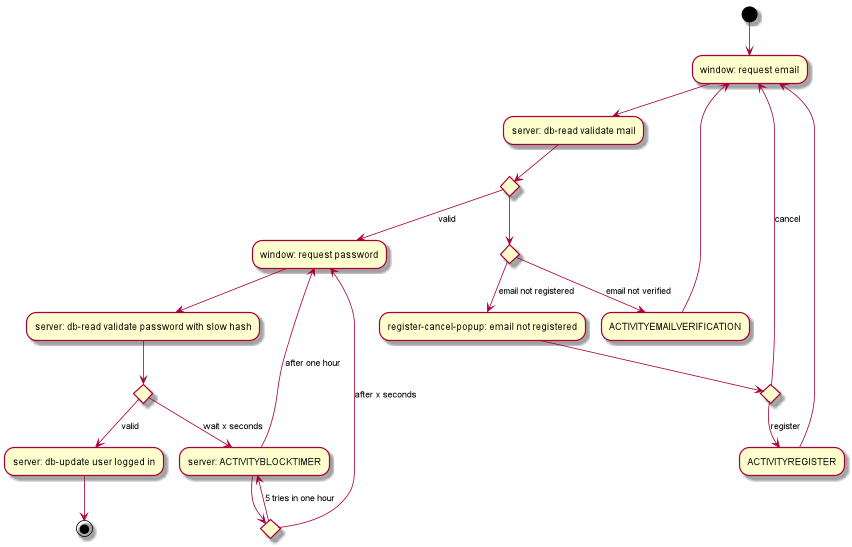 window: request email
server: db-read validate mail
valid
cancel
window: request password
email not registered
email not verified
server: db-read validate password with slow hash
register-cancel-popup: email not registered
ACTIVITYEMAILVERIFICATION
after one hour
after x seconds
valid
wait x seconds
register
server: db-update user logged in
server: ACTIVITYBLOCKTIMER
ACTIVITYREGISTER
5 tries in one hour